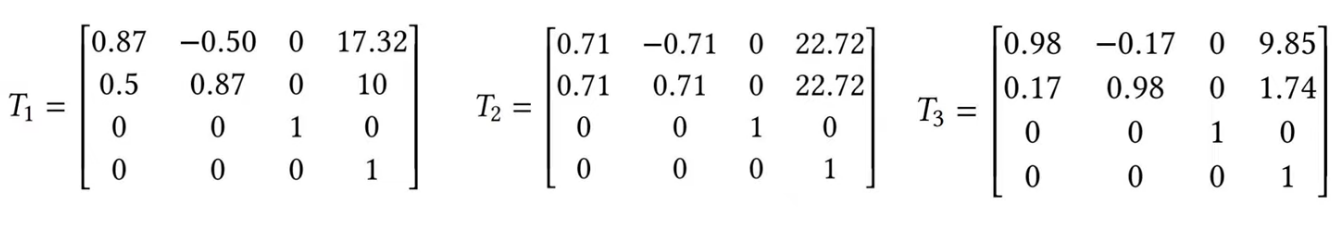 T₁ = [0.87 −0.50 0 17.32
0.5 0.87 0 10
0 0 1 0
0 0 0 1]
T₂ = [0.71 −0.71 0 22.72
0.71 0.71 0 22.72
0 0 1 0
0 0 0 1]
T₃ = [0.98 −0.17 0 9.85
0.17 0.98 0 1.74
0 0 1 0
0 0 0 1]